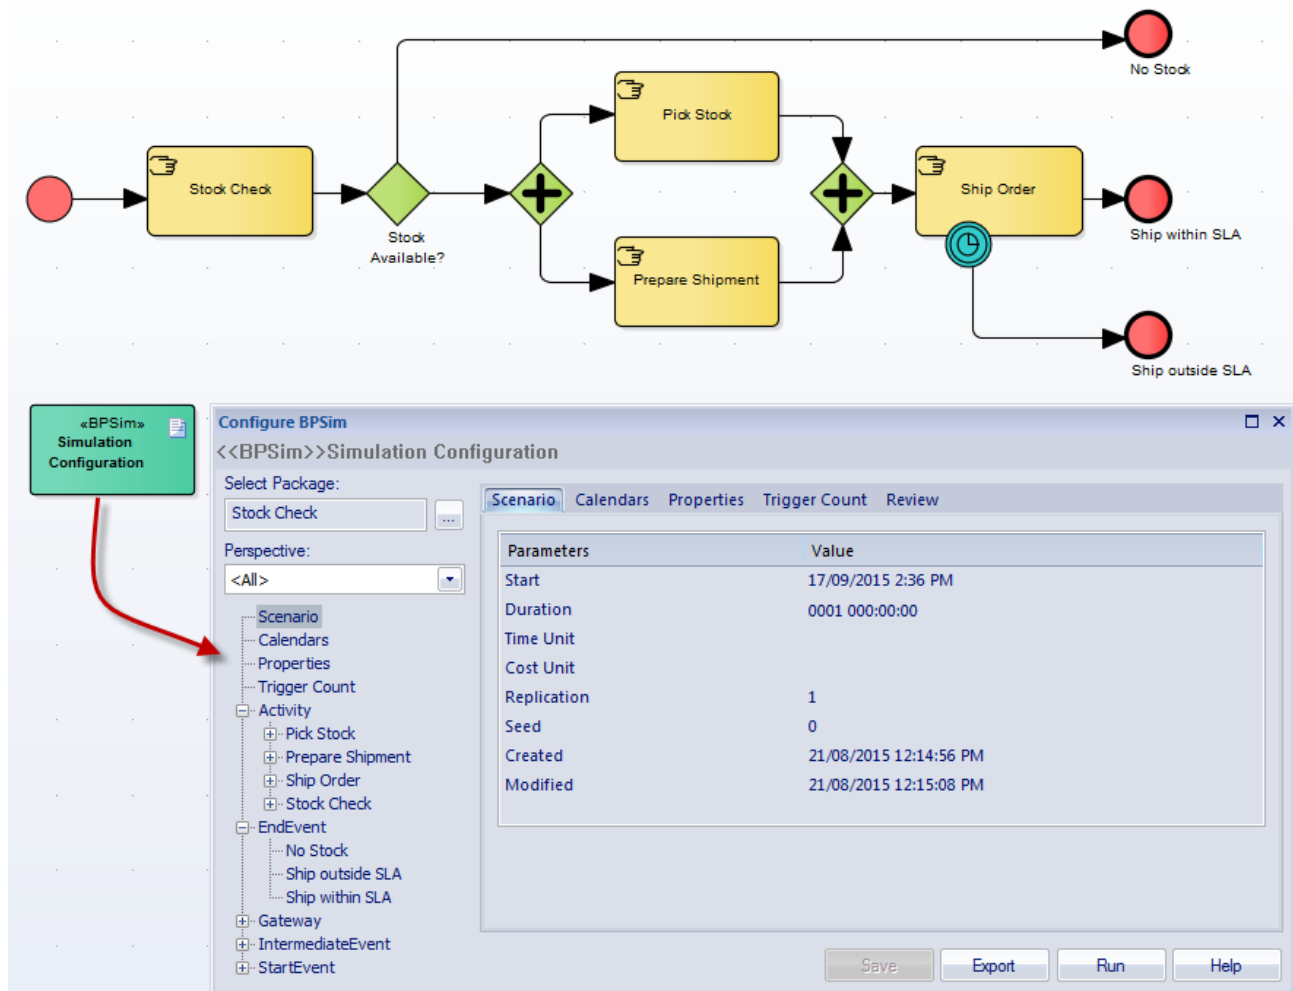 No Stock
Pick Stock
Stock Check
Ship Order
Stock
Available?
Ship within SLA
Prepare Shipment
Ship outside SLA
«BPSim»
Simulation
Configuration
Configure BPSim
<<BPSim>>Simulation Configuration
Select Package:
Stock Check
...
Perspective:
<All>
Scenario
Calendars
Properties
Trigger Count
Activity
Pick Stock
Prepare Shipment
Ship Order
Stock Check
EndEvent
No Stock
Ship outside SLA
Ship within SLA
Gateway
IntermediateEvent
StartEvent
Scenario Calendars Properties Trigger Count Review
Parameters Value
Start 17/09/2015 2:36 PM
Duration 0001 000:00:00
Time Unit
Cost Unit
Replication 1
Seed 0
Created 21/08/2015 12:14:56 PM
Modified 21/08/2015 12:15:08 PM
Save Export Run Help